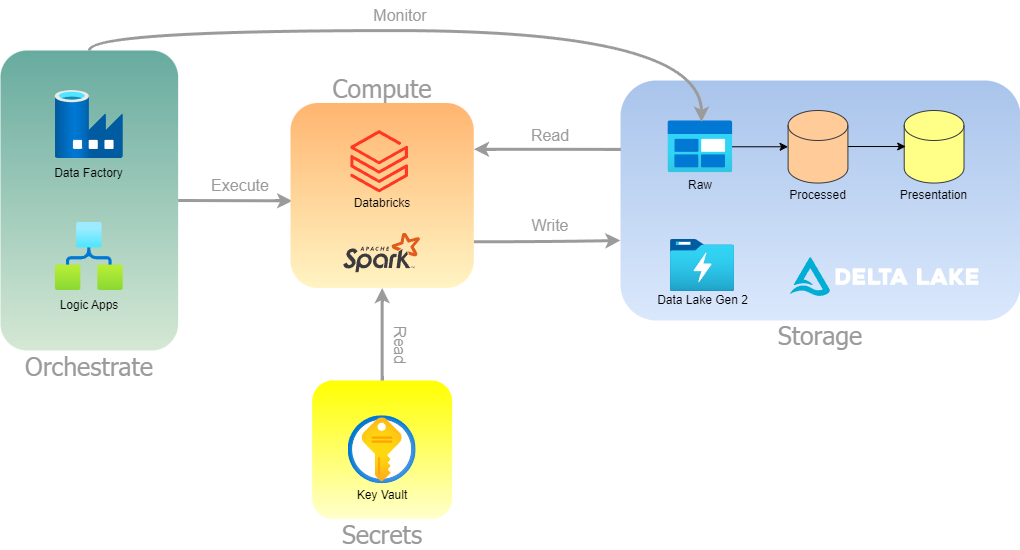 Monitor
Compute
Data Factory
Read
Raw
Processed
Presentation
Execute
Databricks
APACHE
Spark
Write
Logic Apps
Data Lake Gen 2
DELTA LAKE
Orchestrate
Storage
Read
Key Vault
Secrets